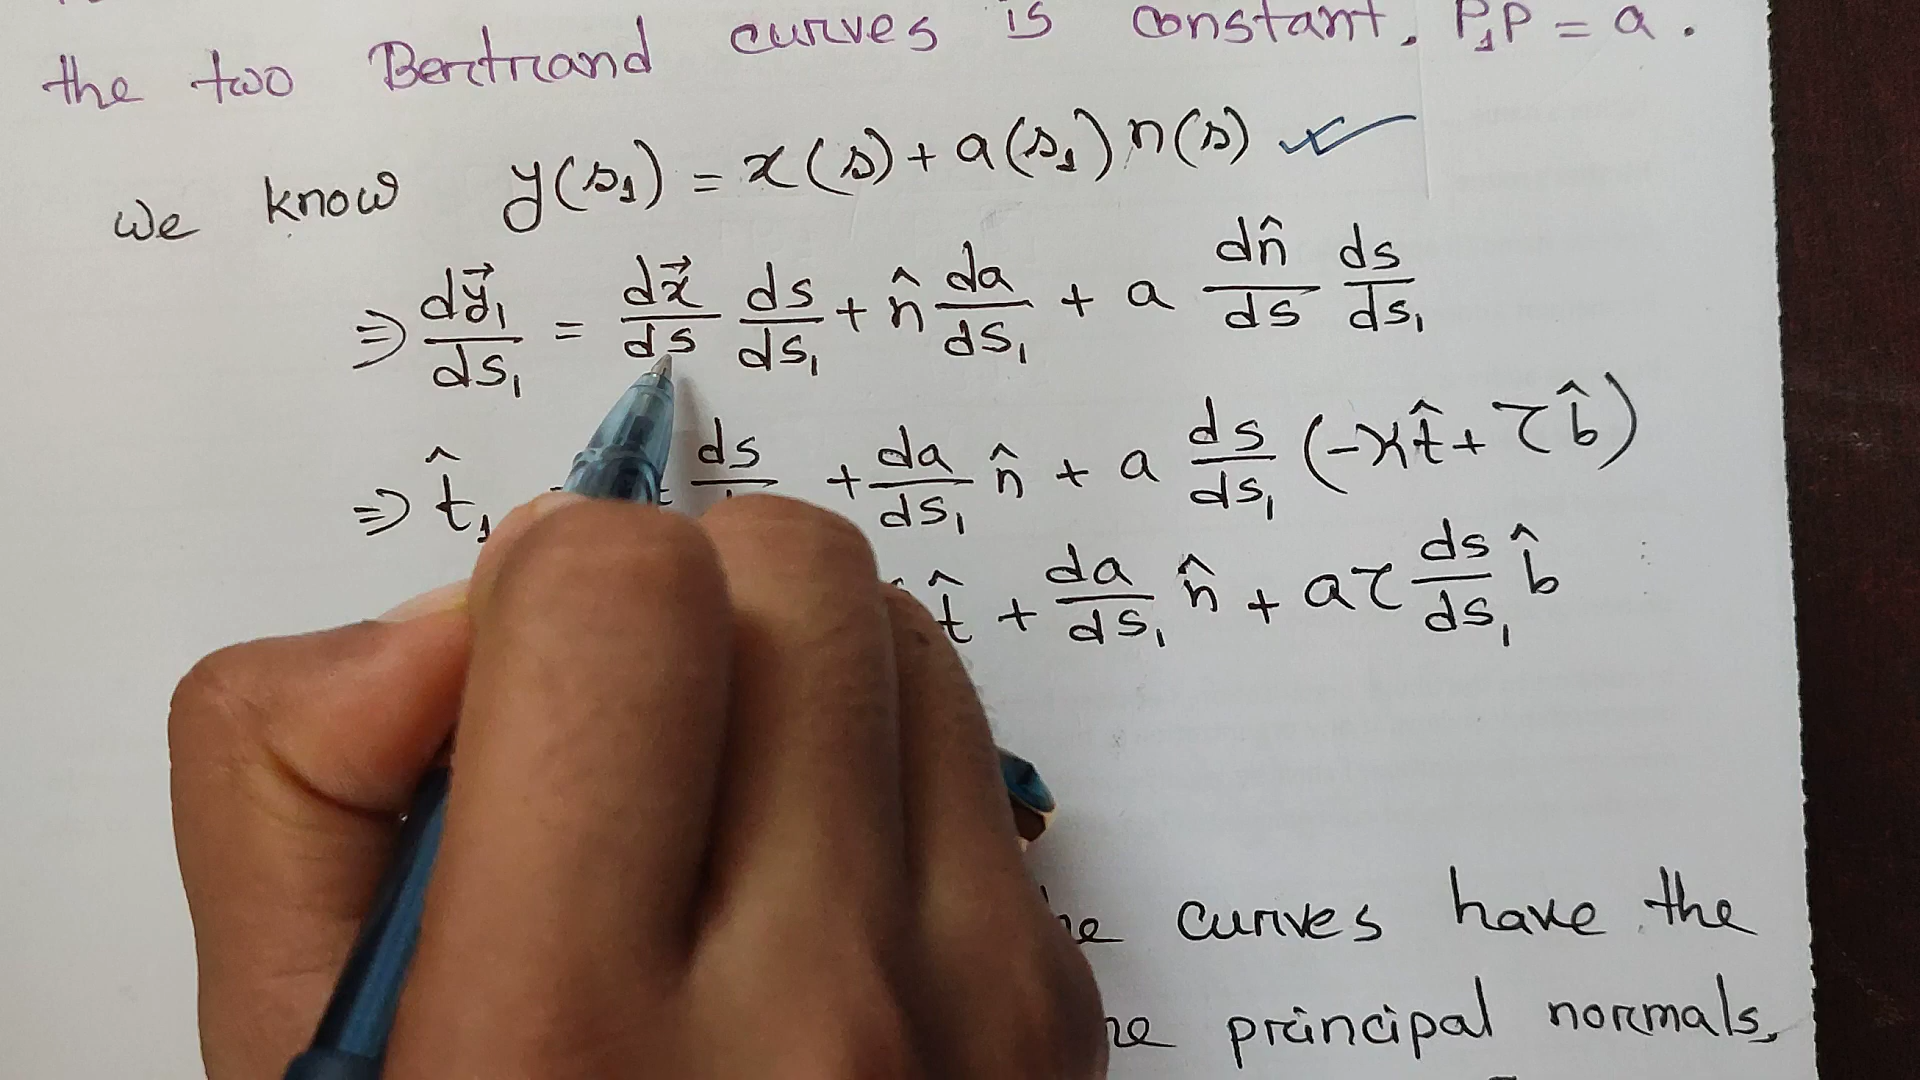 the two Bertrand curves is constant. P₁P = a.
we know y(s₁) = x(s) + a(s₁) n(s)
⇒ dy⃗₁/ds₁ = dx⃗/ds ds/ds₁ + n̂ da/ds₁ + a dn̂/ds ds/ds₁
⇒ t̂₁ ds + da/ds₁ n̂ + a ds/ds₁ (-κt̂ + τb̂)
t̂ + da/ds₁ n̂ + aτ ds/ds₁ b̂
curves have the
principal normals,